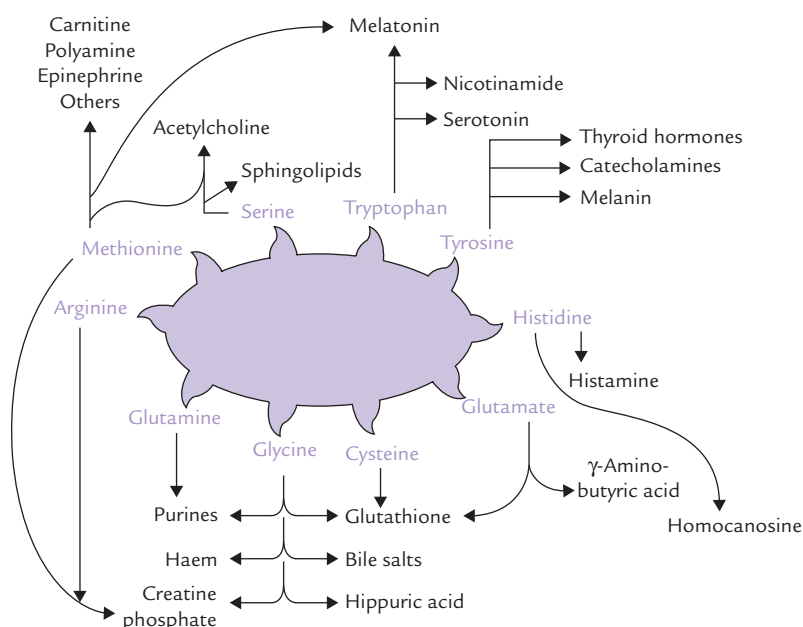 Carnitine
Polyamine
Epinephrine
Others
Melatonin
Nicotinamide
Serotonin
Acetylcholine
Sphingolipids
Thyroid hormones
Catecholamines
Melanin
Serine
Tryptophan
Tyrosine
Methionine
Arginine
Histidine
Histamine
Glutamine
Glycine
Cysteine
Glutamate
γ-Amino-
butyric acid
Homocanosine
Purines
Glutathione
Haem
Bile salts
Creatine
phosphate
Hippuric acid